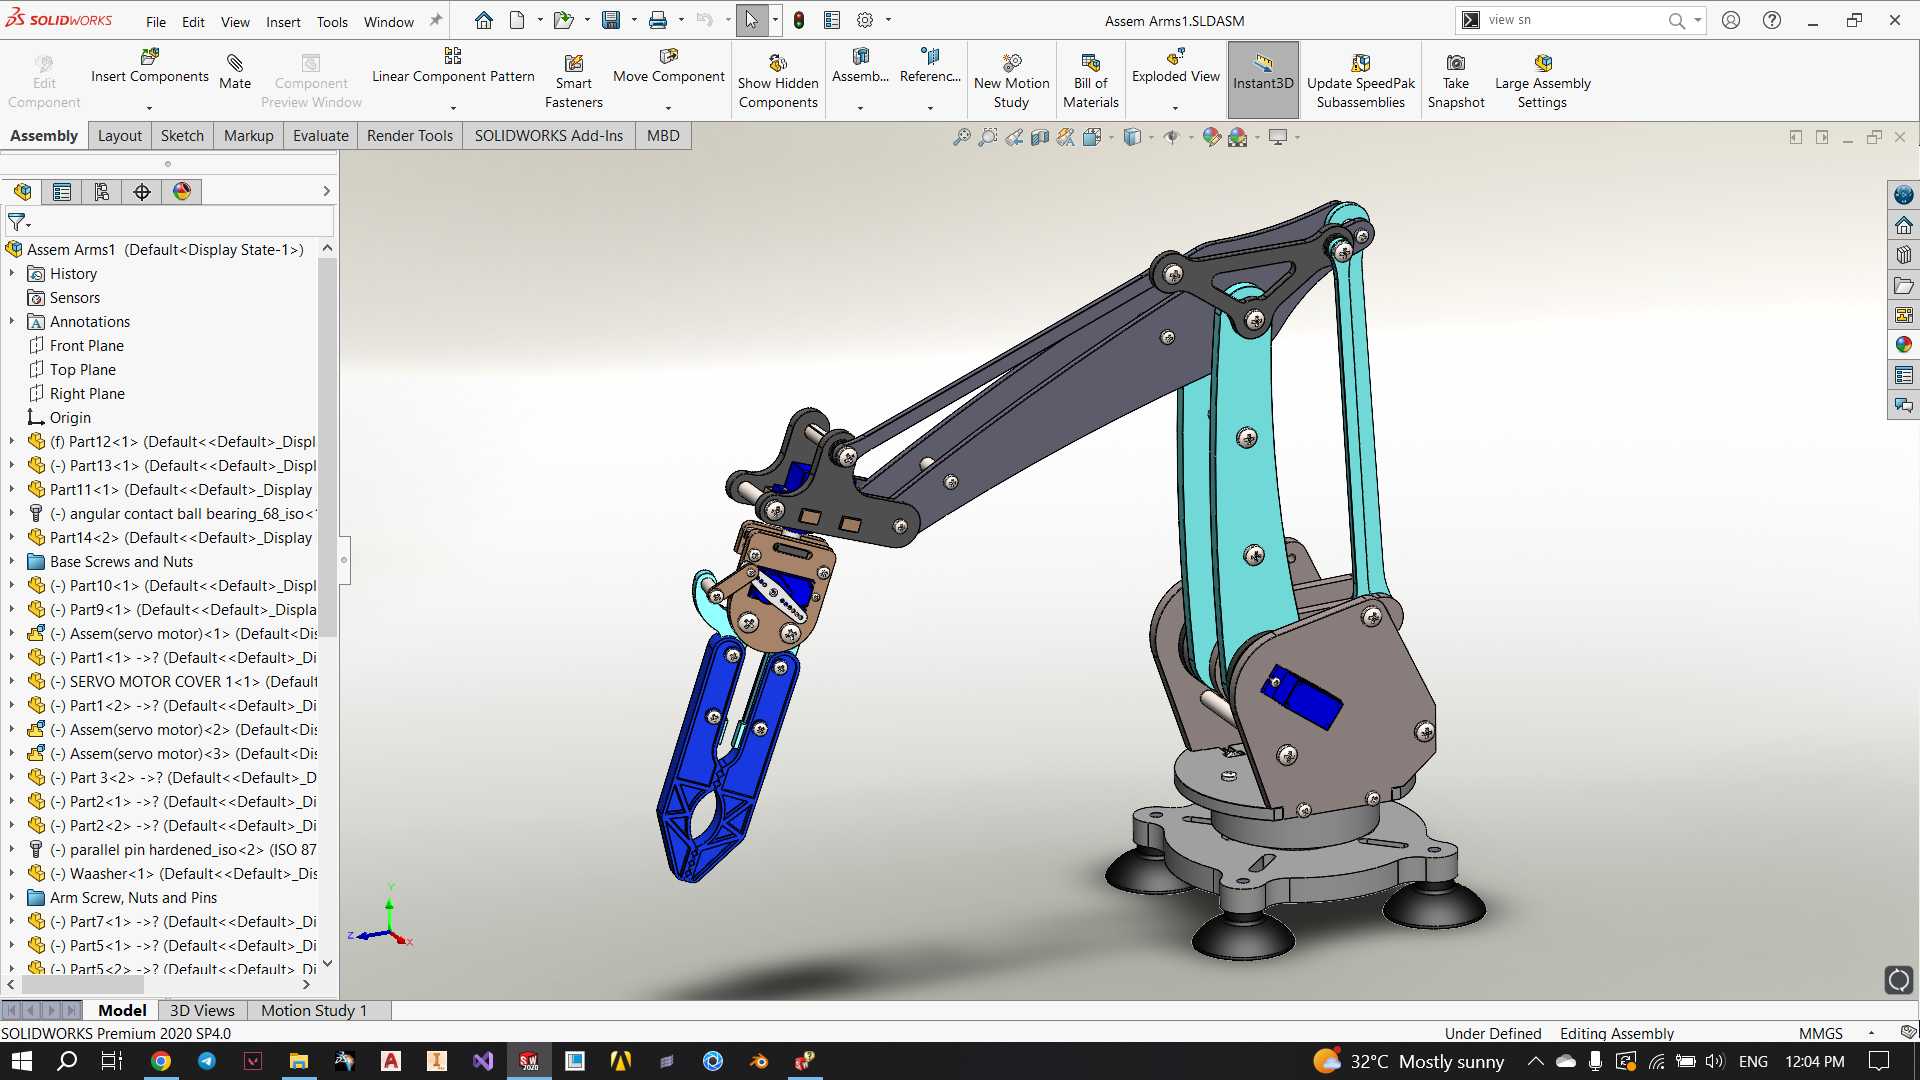 SOLIDWORKS File Edit View Insert Tools Window Assem Arms1.SLDASM view sn
Edit Component
Insert Components
Mate
Component Preview Window
Linear Component Pattern
Smart Fasteners
Move Component
Show Hidden Components
Assemb...
Referenc...
New Motion Study
Bill of Materials
Exploded View
Instant3D
Update SpeedPak Subassemblies
Take Snapshot
Large Assembly Settings
Assembly Layout Sketch Markup Evaluate Render Tools SOLIDWORKS Add-Ins MBD
Assem Arms1 (Default<Display State-1>)
History
Sensors
Annotations
Front Plane
Top Plane
Right Plane
Origin
(f) Part12<1> (Default<<Default>_Displ
(-) Part13<1> (Default<<Default>_Displ
Part11<1> (Default<<Default>_Display
(-) angular contact ball bearing_68_iso<
Part14<2> (Default<<Default>_Display
Base Screws and Nuts
(-) Part10<1> (Default<<Default>_Displ
(-) Part9<1> (Default<<Default>_Displa
(-) Assem(servo motor)<1> (Default<Dis
(-) Part1<1> ->? (Default<<Default>_Di
(-) SERVO MOTOR COVER 1<1> (Default
(-) Part1<2> ->? (Default<<Default>_Di
(-) Assem(servo motor)<2> (Default<Dis
(-) Assem(servo motor)<3> (Default<Dis
(-) Part 3<2> ->? (Default<<Default>_D
(-) Part2<1> ->? (Default<<Default>_Di
(-) Part2<2> ->? (Default<<Default>_Di
(-) parallel pin hardened_iso<2> (ISO 87
(-) Waasher<1> (Default<<Default>_Dis
Arm Screw, Nuts and Pins
(-) Part7<1> ->? (Default<<Default>_Di
(-) Part5<1> ->? (Default<<Default>_Di
(-) Part5<2> ->? (Default<<Default>_Di
Y
Z
X
Model 3D Views Motion Study 1
SOLIDWORKS Premium 2020 SP4.0 Under Defined Editing Assembly MMGS
32°C Mostly sunny ENG 12:04 PM